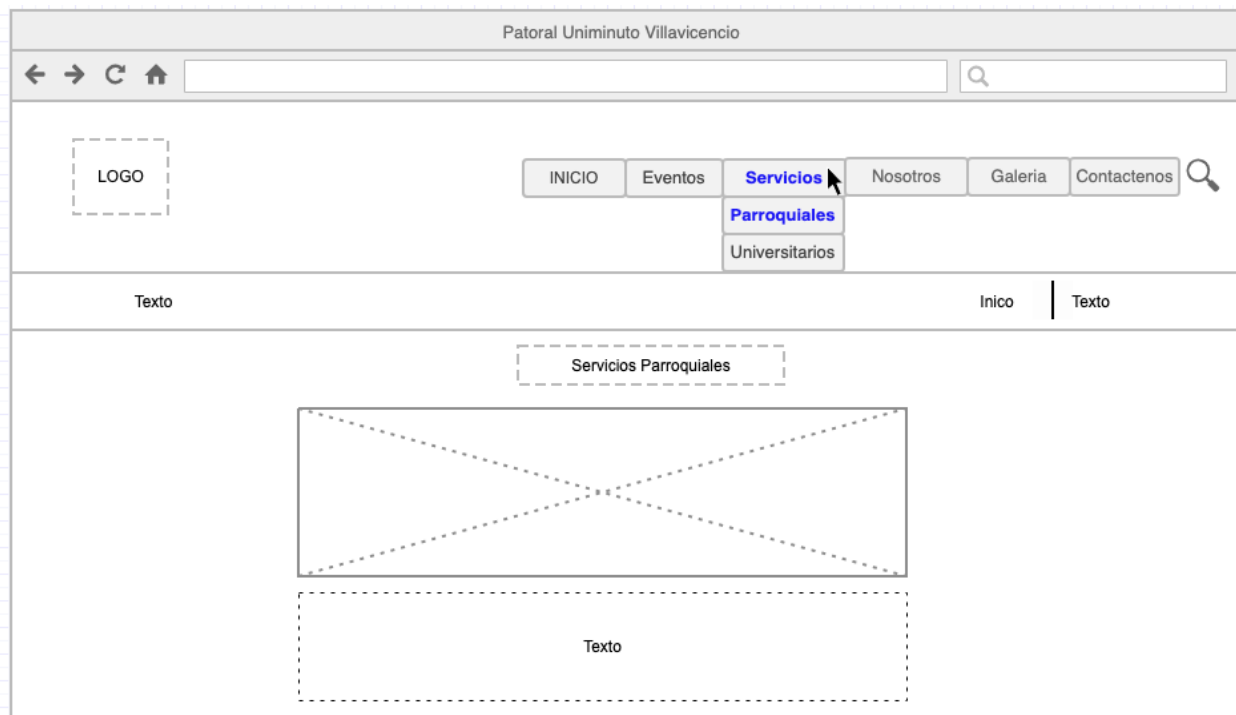 Patoral Uniminuto Villavicencio
LOGO
INICIO Eventos Servicios Nosotros Galeria Contactenos
Parroquiales
Universitarios
Texto Inico Texto
Servicios Parroquiales
Texto